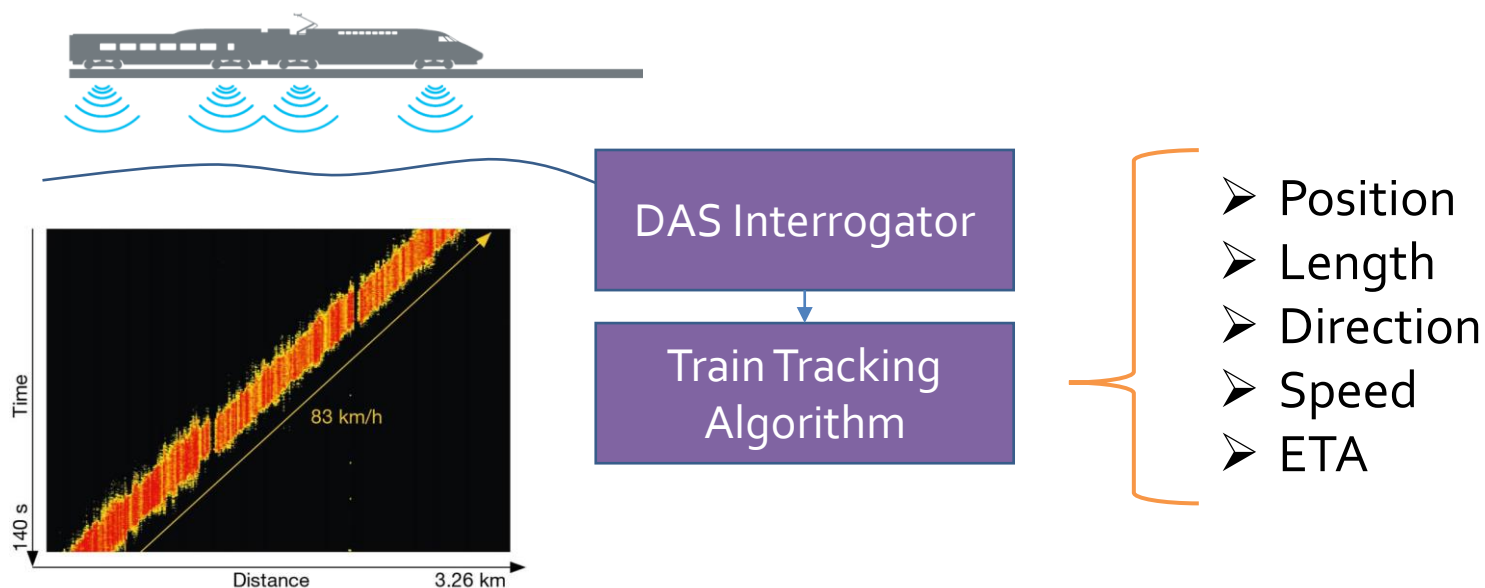 DAS Interrogator
Train Tracking
Algorithm
➢ Position
➢ Length
➢ Direction
➢ Speed
➢ ETA
Time
140 s
83 km/h
Distance
3.26 km